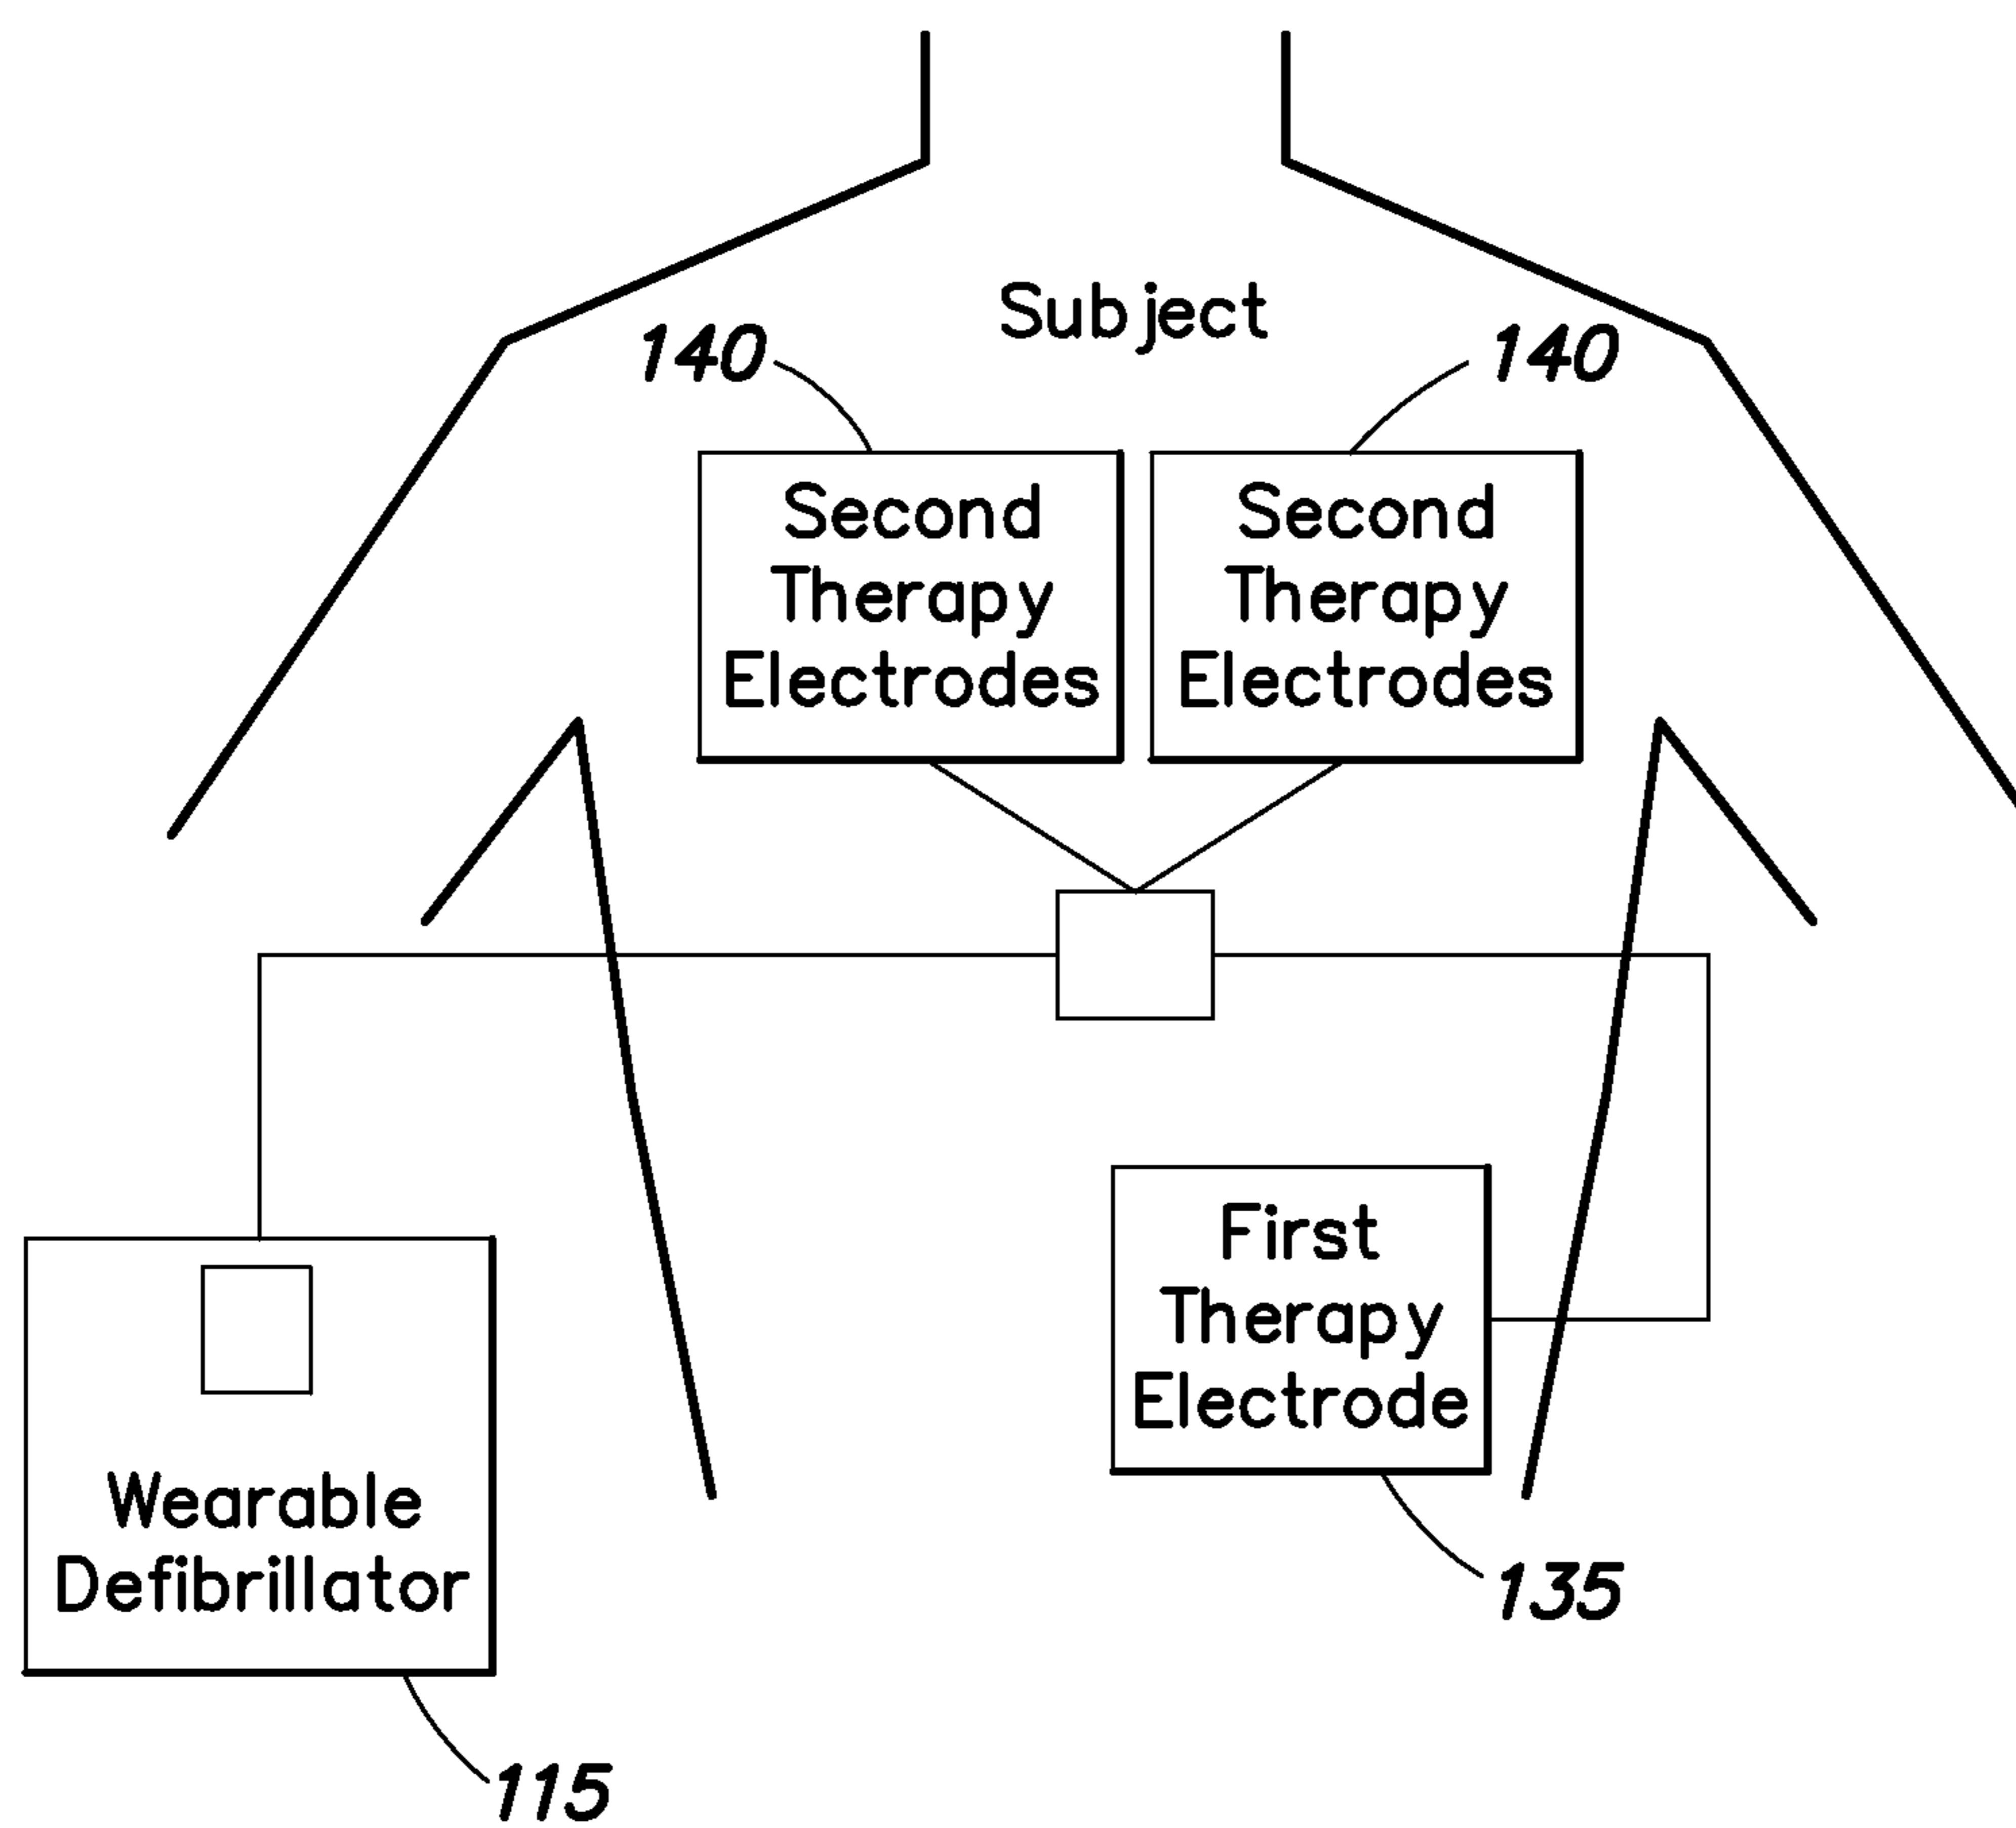 Subject
140
140
Second
Therapy
Electrodes
Second
Therapy
Electrodes
First
Therapy
Electrode
135
Wearable
Defibrillator
115